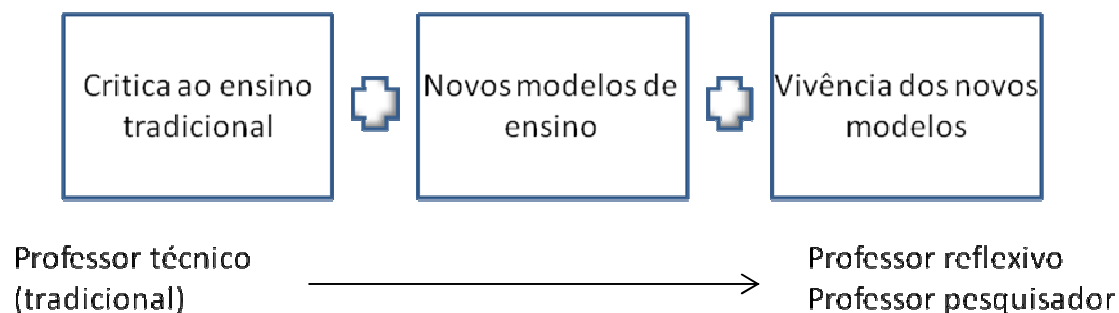 Critica ao ensino
tradicional
Novos modelos de
ensino
Vivência dos novos
modelos
Professor técnico
(tradicional)
Professor reflexivo
Professor pesquisador